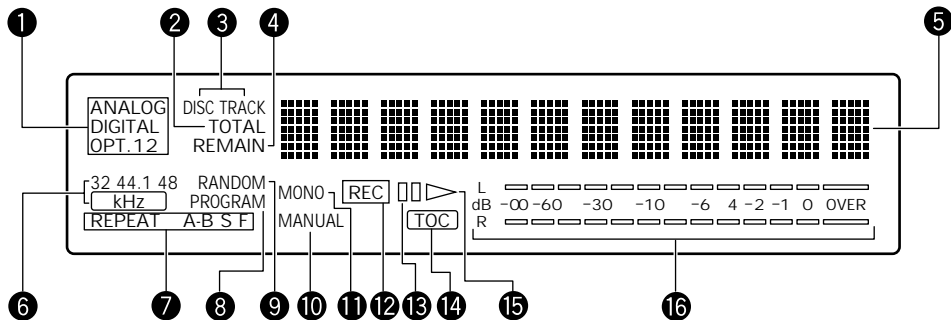 1 2 3 4 5
ANALOG DISC TRACK
DIGITAL TOTAL
OPT.12 REMAIN
32 44.1 48 RANDOM MONO REC L
kHz PROGRAM dB -∞ -60 -30 -10 -6 4 -2 -1 0 OVER
REPEAT A-B S F MANUAL TOC R
6 7 8 9 10 11 12 13 14 15 16